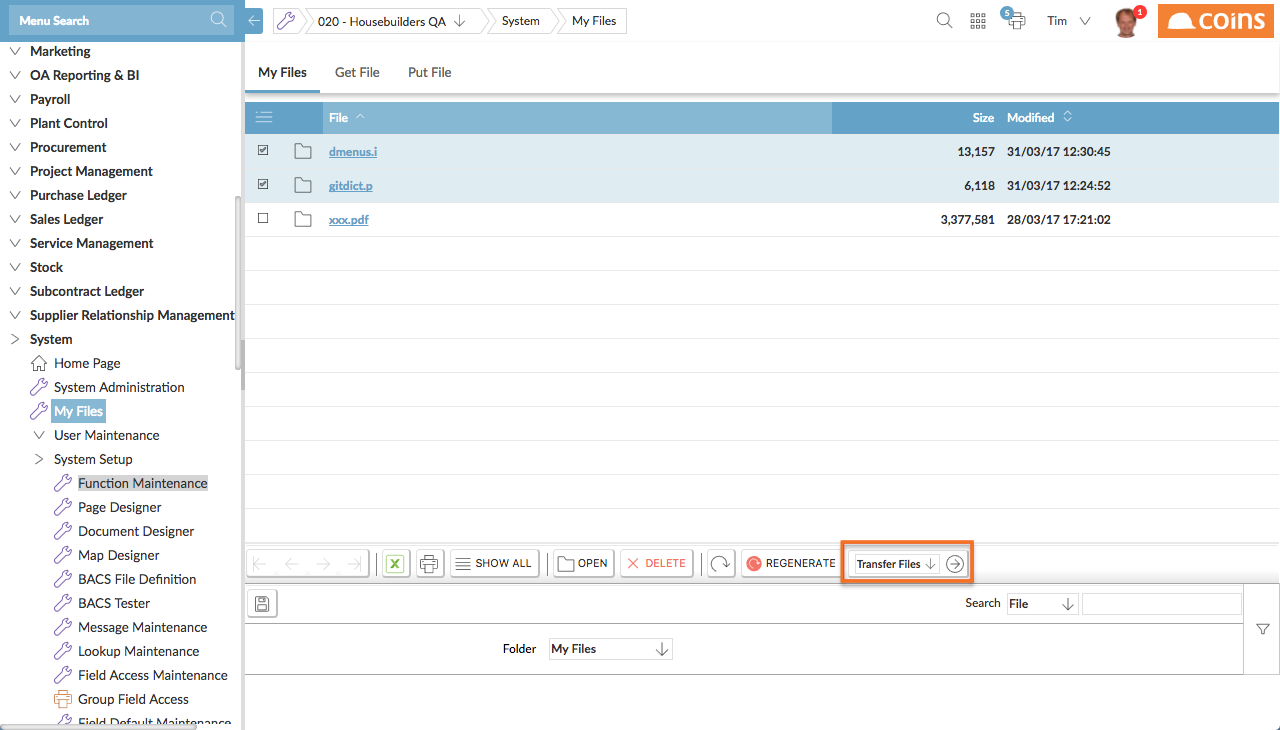 Menu Search
020 - Housebuilders QA
System
My Files
5
Tim
1
coins
Marketing
OA Reporting & BI
Payroll
Plant Control
Procurement
Project Management
Purchase Ledger
Sales Ledger
Service Management
Stock
Subcontract Ledger
Supplier Relationship Management
System
Home Page
System Administration
My Files
User Maintenance
System Setup
Function Maintenance
Page Designer
Document Designer
Map Designer
BACS File Definition
BACS Tester
Message Maintenance
Lookup Maintenance
Field Access Maintenance
Group Field Access
Field Default Maintenance
My Files Get File Put File
File Size Modified
dmenus.i 13,157 31/03/17 12:30:45
gitdict.p 6,118 31/03/17 12:24:52
xxx.pdf 3,377,581 28/03/17 17:21:02
X SHOW ALL OPEN DELETE REGENERATE Transfer Files
Search File
Folder My Files